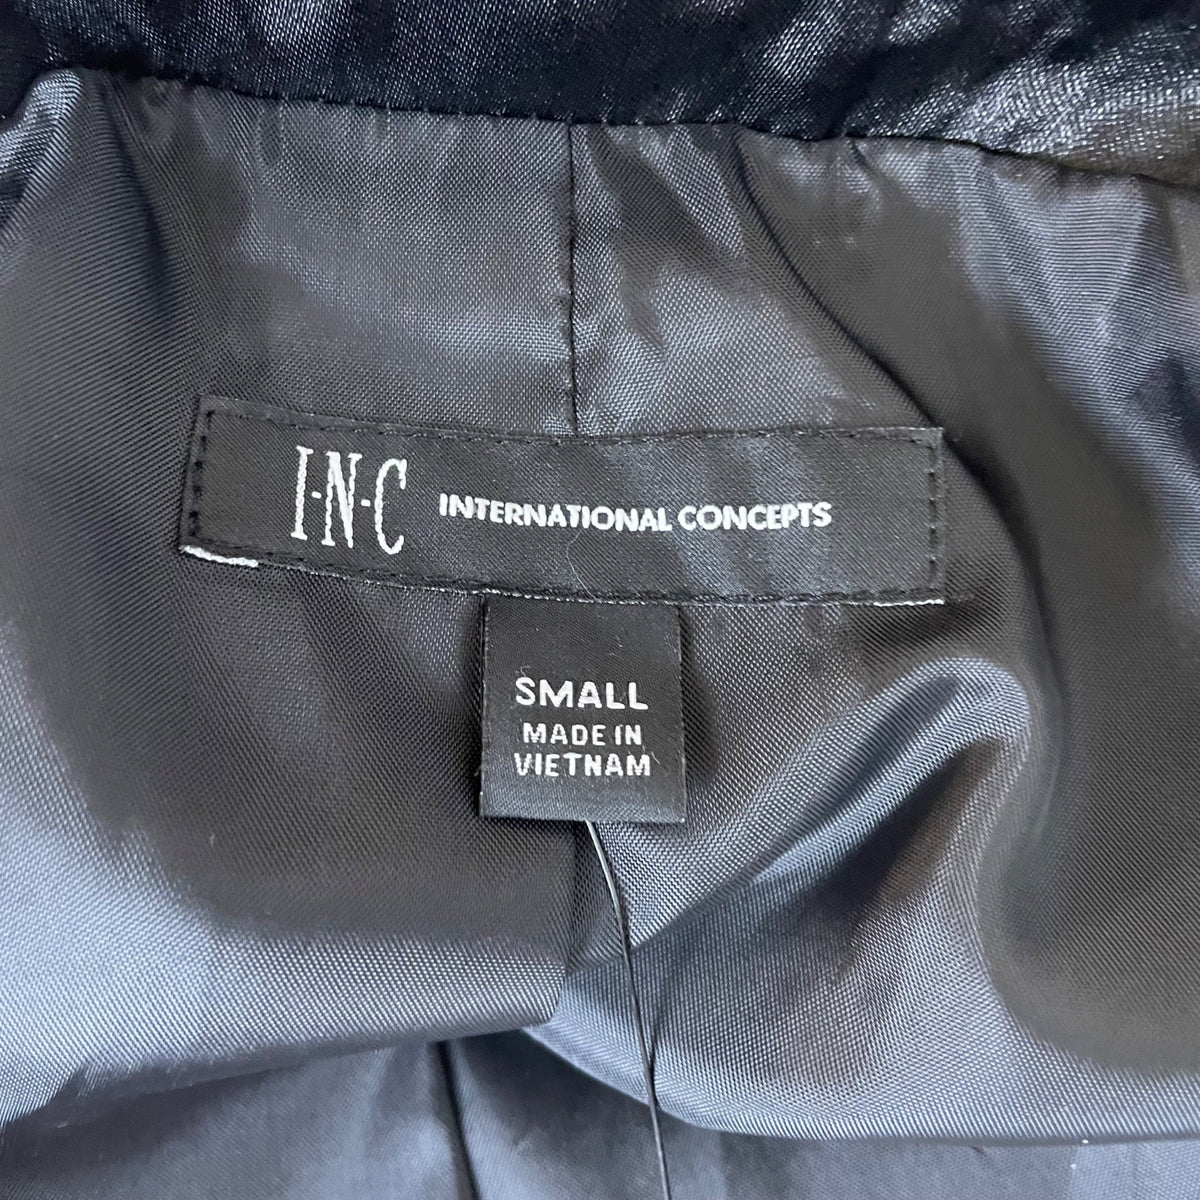 I·N·C INTERNATIONAL CONCEPTS
SMALL
MADE IN
VIETNAM